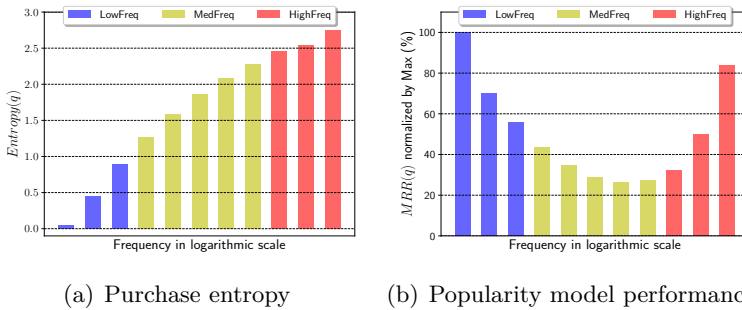 LowFreq MedFreq HighFreq
3.0
2.5
2.0
1.5
1.0
0.5
0.0
Entropy(q)
Frequency in logarithmic scale
(a) Purchase entropy
LowFreq MedFreq HighFreq
100
80
60
40
20
0
MRR(q) normalized by Max (%)
Frequency in logarithmic scale
(b) Popularity model performanc